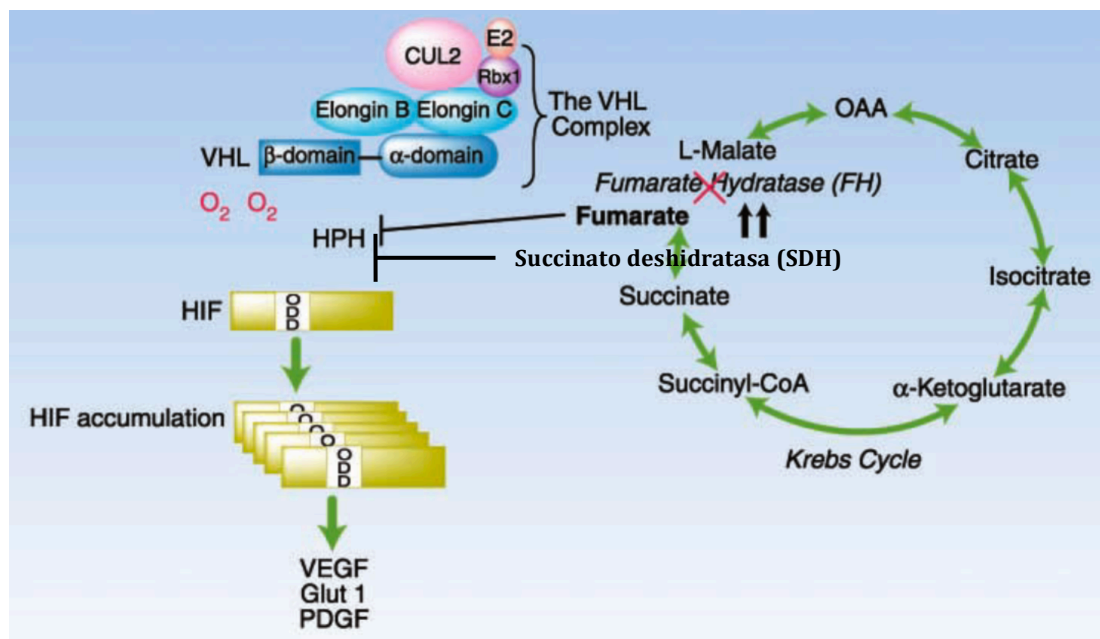 CUL2
E2
Rbx1
Elongin B
Elongin C
The VHL
Complex
VHL
β-domain
α-domain
O2 O2
HPH
HIF
O
D
D
HIF accumulation
O
O
O
O
O
D
D
VEGF
Glut 1
PDGF
OAA
L-Malate
Citrate
Fumarate Hydratase (FH)
Fumarate
Succinato deshidratasa (SDH)
Isocitrate
Succinate
Succinyl-CoA
α-Ketoglutarate
Krebs Cycle